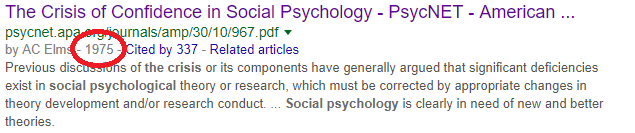 The Crisis of Confidence in Social Psychology - PsycNET - American ...
psycnet.apa.org/journals/amp/30/10/967.pdf
by AC Elms - 1975 - Cited by 337 - Related articles
Previous discussions of the crisis or its components have generally argued that significant deficiencies
exist in social psychological theory or research, which must be corrected by appropriate changes in
theory development and/or research conduct. ... Social psychology is clearly in need of new and better
theories.